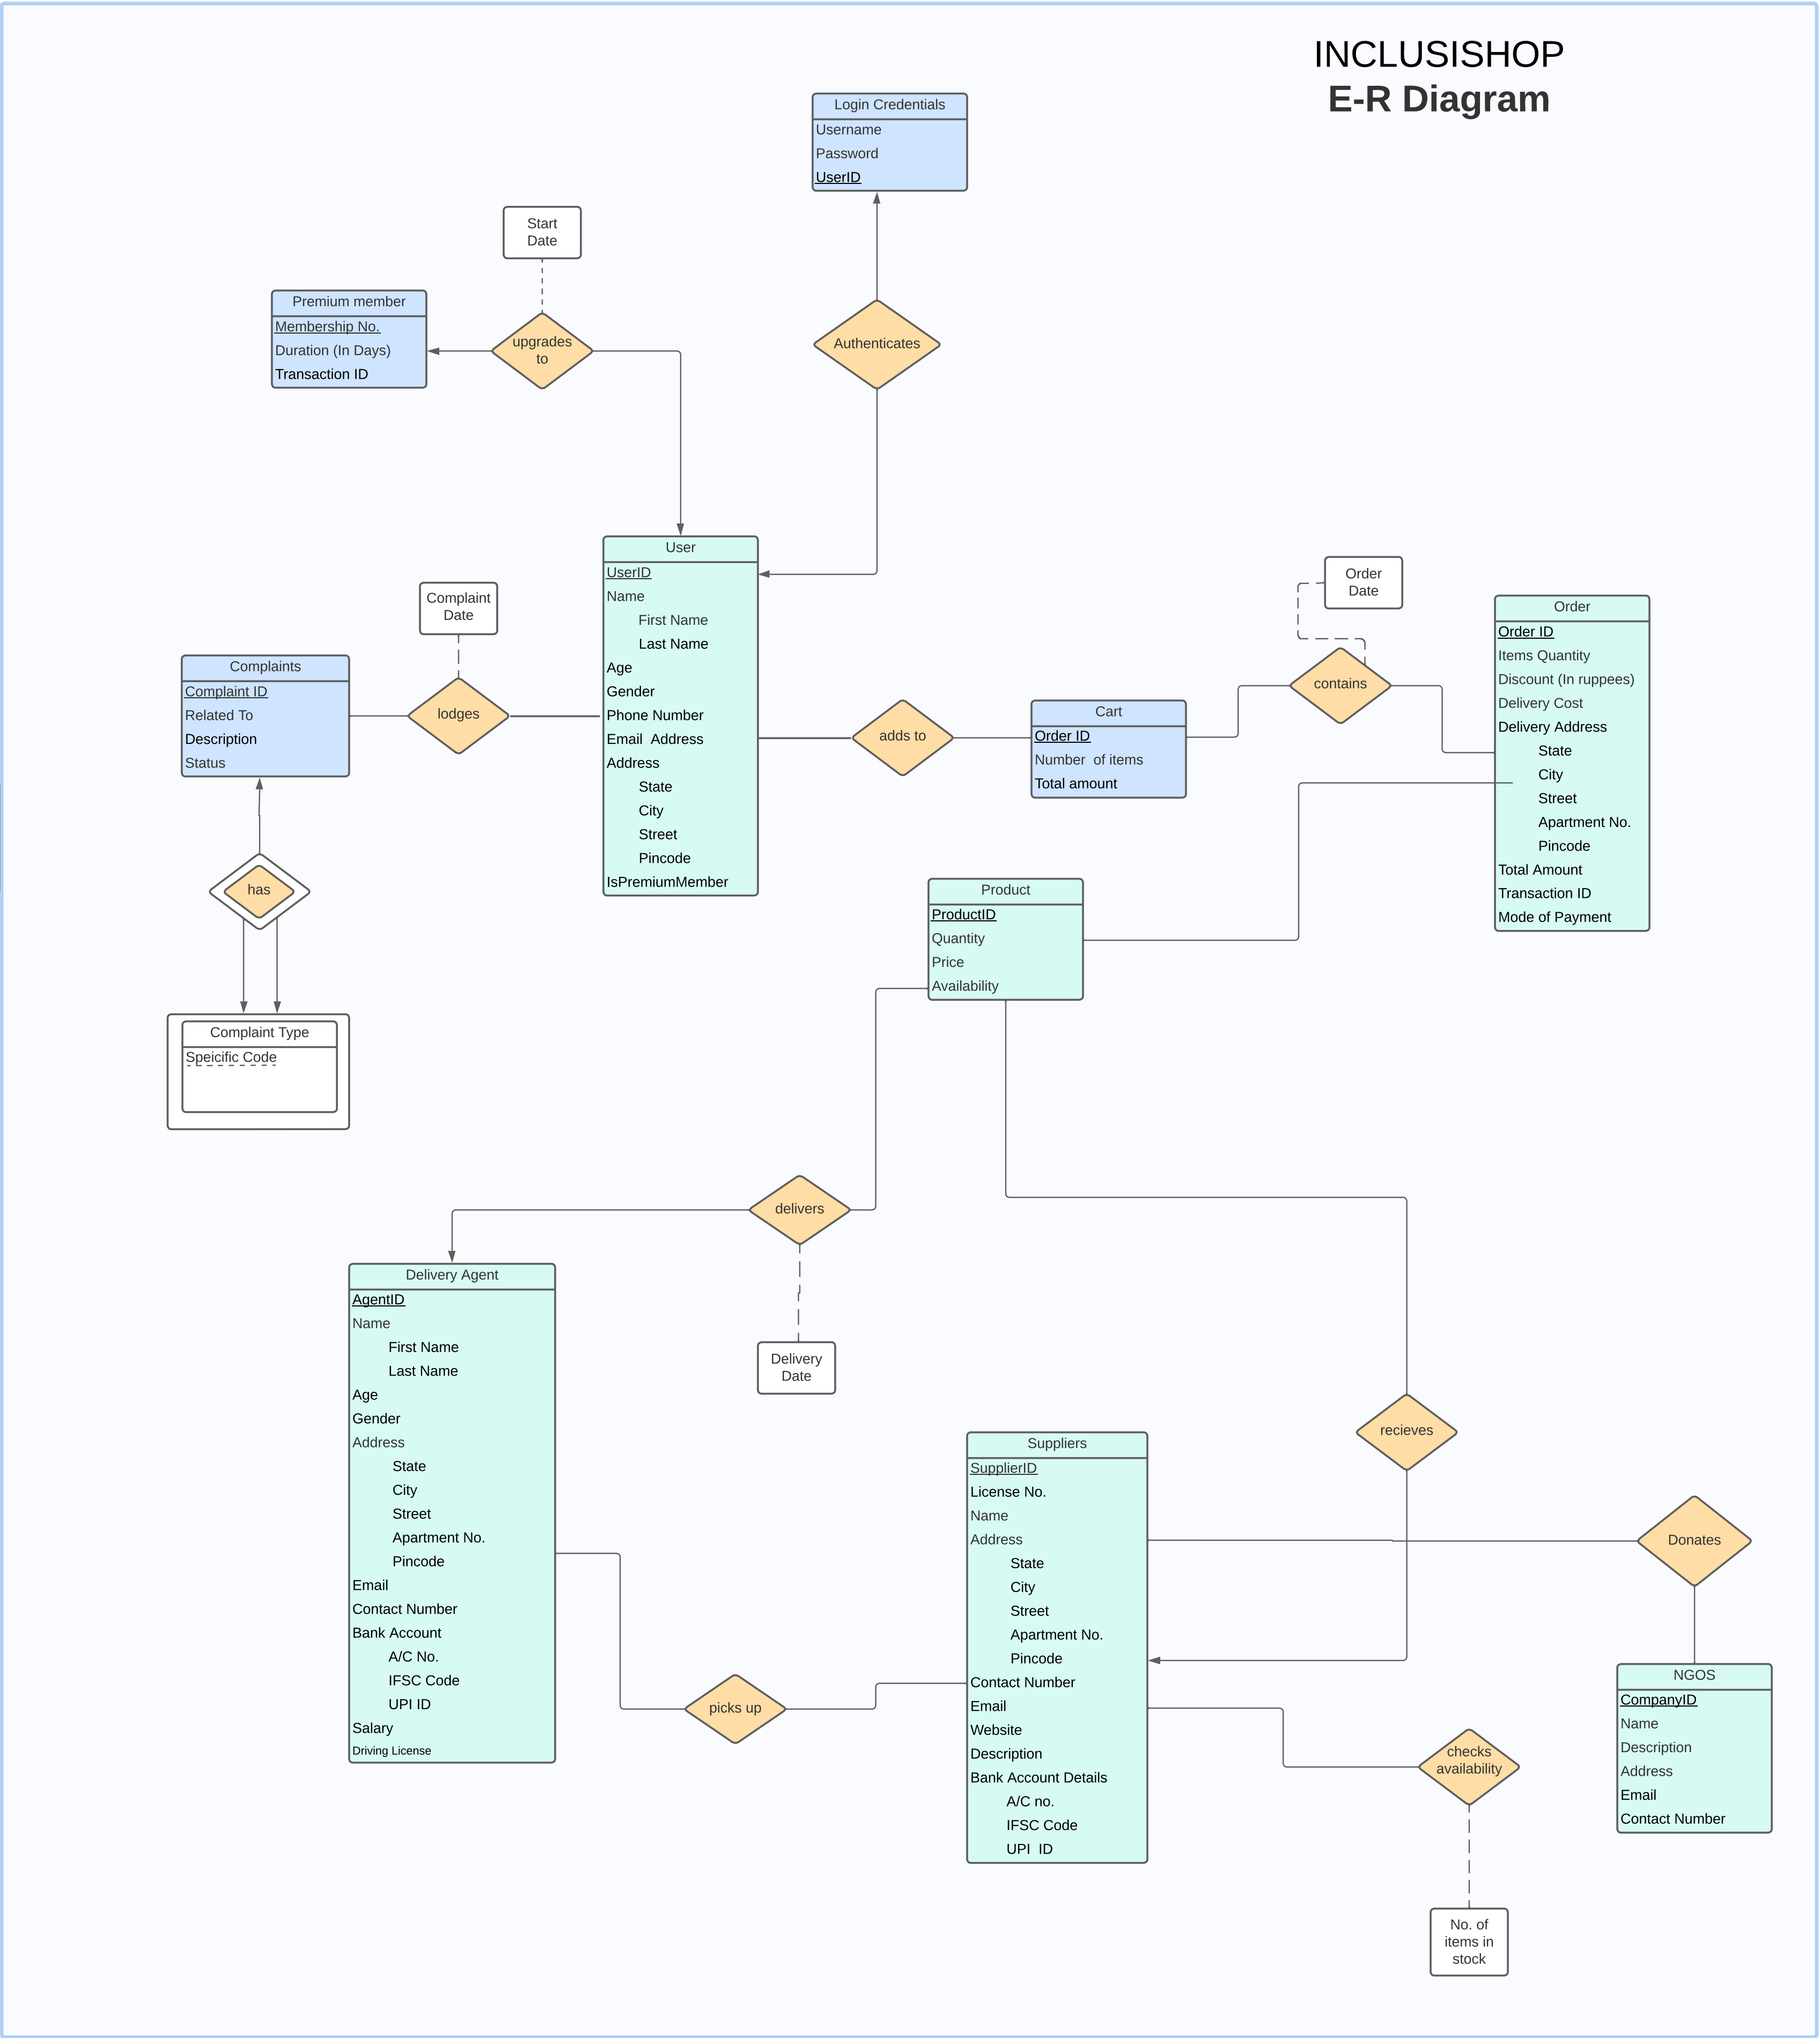 INCLUSISHOP
E-R Diagram
Login Credentials
Username
Password
UserID
Start
Date
Premium member
Membership No.
Duration (In Days)
Transaction ID
upgrades
to
Authenticates
User
UserID
Name
First Name
Last Name
Age
Gender
Phone Number
Email  Address
Address
State
City
Street
Pincode
IsPremiumMember
Complaint
Date
Complaints
Complaint ID
Related To
Description
Status
lodges
has
Complaint Type
Speicific Code
adds to
Cart
Order ID
Number  of items
Total amount
Order
Date
contains
Order
Order ID
Items Quantity
Discount (In ruppees)
Delivery Cost
Delivery Address
State
City
Street
Apartment No.
Pincode
Total Amount
Transaction ID
Mode of Payment
Product
ProductID
Quantity
Price
Availability
delivers
Delivery
Date
Delivery Agent
AgentID
Name
First Name
Last Name
Age
Gender
Address
State
City
Street
Apartment No.
Pincode
Email
Contact Number
Bank Account
A/C No.
IFSC Code
UPI ID
Salary
Driving License
picks up
Suppliers
SupplierID
License No.
Name
Address
State
City
Street
Apartment No.
Pincode
Contact Number
Email
Website
Description
Bank Account Details
A/C no.
IFSC Code
UPI  ID
recieves
Donates
NGOS
CompanyID
Name
Description
Address
Email
Contact Number
checks
availability
No. of
items in
stock